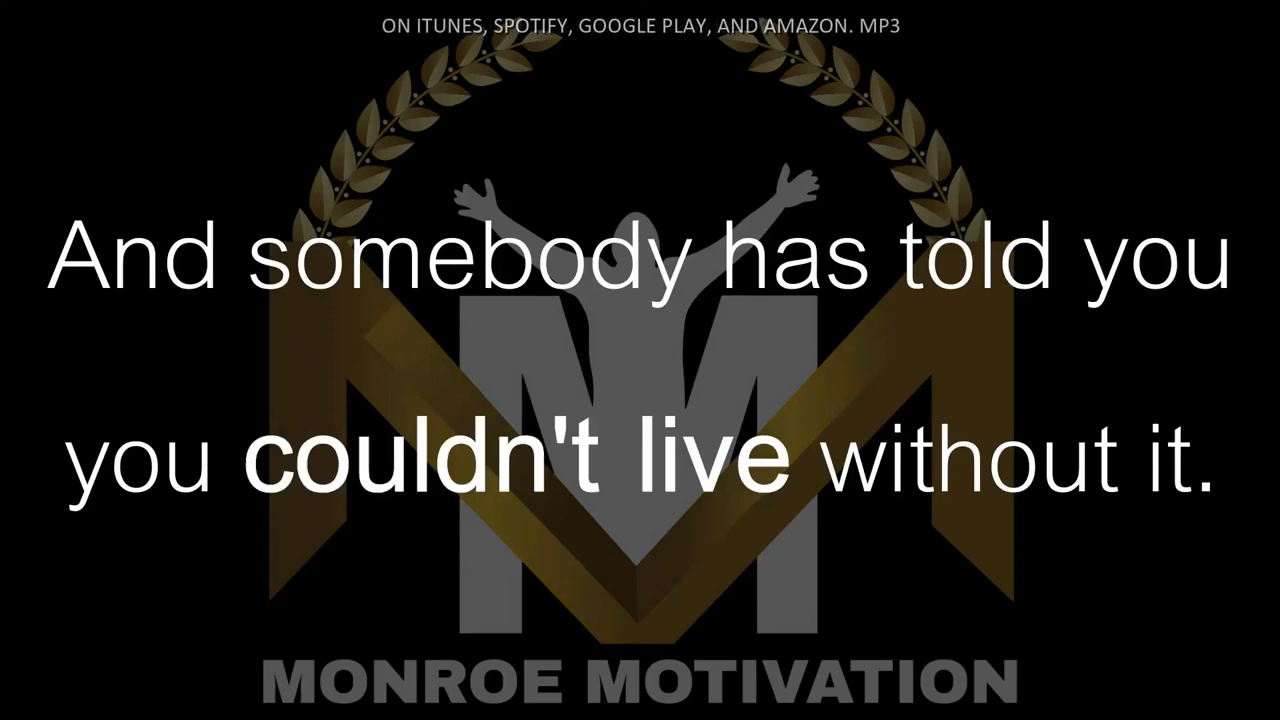 ON ITUNES, SPOTIFY, GOOGLE PLAY, AND AMAZON. MP3
And somebody has told you
you couldn't live without it.
MONROE MOTIVATION